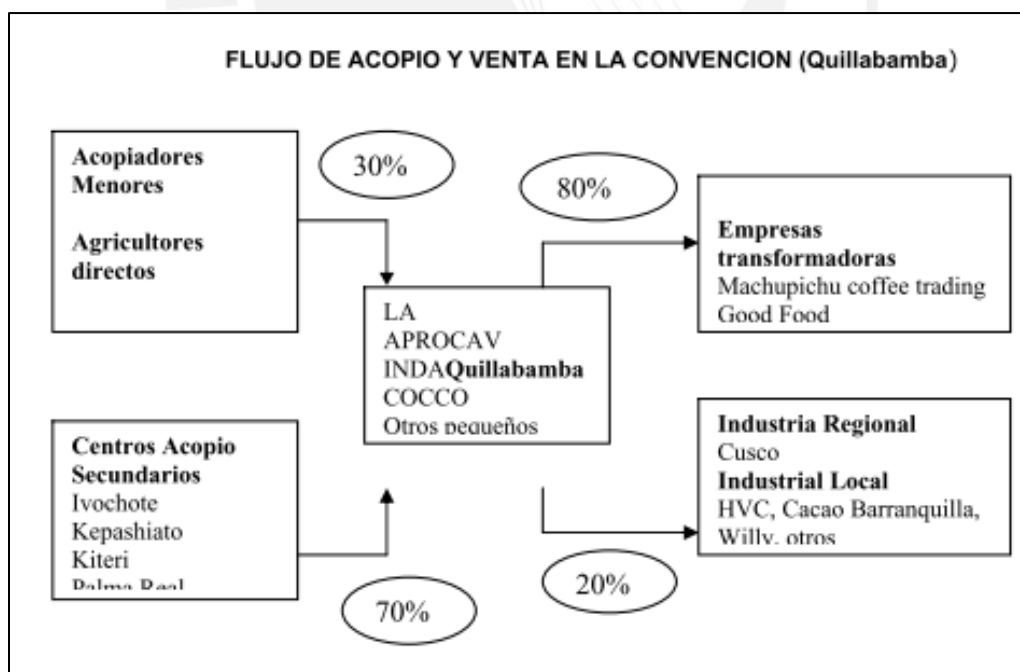 FLUJO DE ACOPIO Y VENTA EN LA CONVENCION (Quillabamba)
Acopiadores
Menores
Agricultores
directos
30%
80%
Empresas
transformadoras
Machupichu coffee trading
Good Food
LA
APROCAV
INDAQuillabamba
COCCO
Otros pequeños
Centros Acopio
Secundarios
Ivochote
Kepashiato
Kiteri
Palma Real
70%
Industria Regional
Cusco
Industrial Local
HVC, Cacao Barranquilla,
Willy, otros
20%